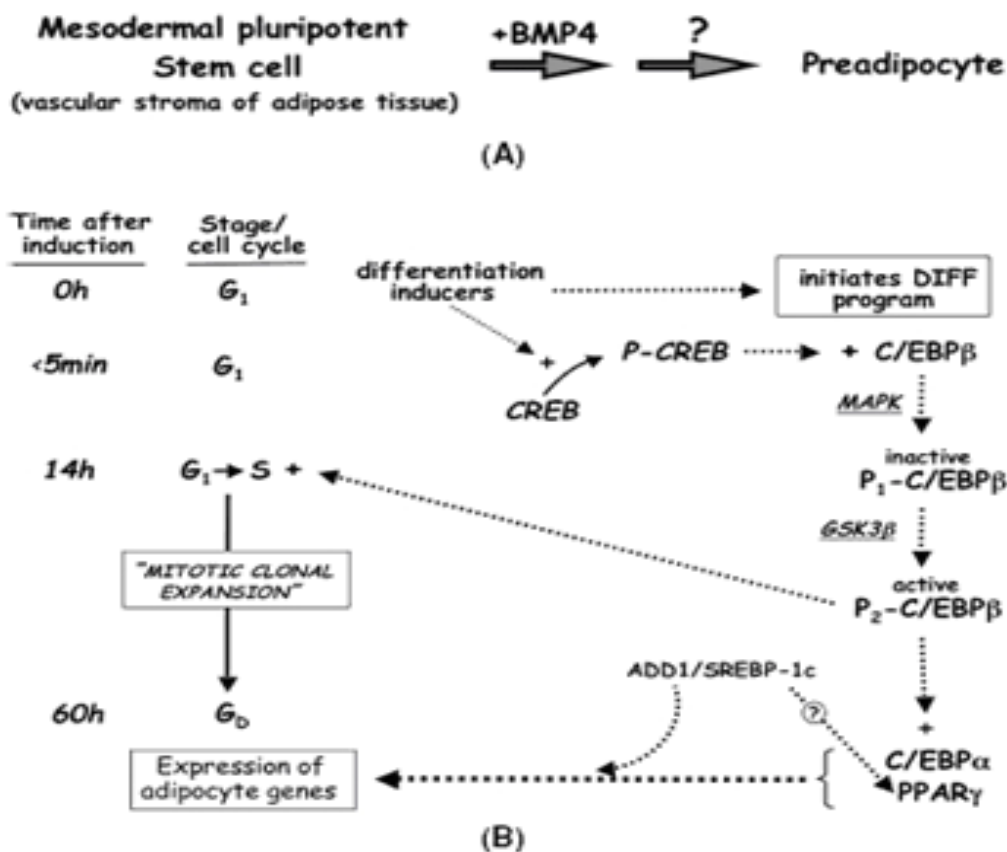 Mesodermal pluripotent
Stem cell
(vascular stroma of adipose tissue)
+BMP4
?
Preadipocyte
(A)
Time after
induction
Stage/
cell cycle
0h
G₁
differentiation
inducers
initiates DIFF
program
<5min
G₁
+
CREB
P-CREB
+ C/EBPβ
MAPK
14h
G₁→S +
inactive
P₁-C/EBPβ
GSK3β
"MITOTIC CLONAL
EXPANSION"
active
P₂-C/EBPβ
ADD1/SREBP-1c
?
60h
G_D
+
C/EBPα
PPARγ
Expression of
adipocyte genes
(B)